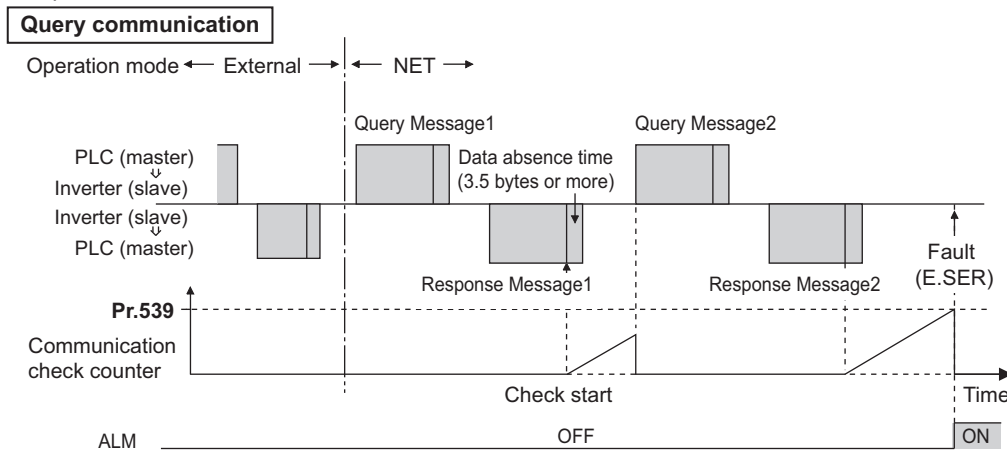 Query communication
Operation mode External NET
Query Message1 Query Message2
PLC (master)
Inverter (slave)
Inverter (slave)
PLC (master)
Data absence time
(3.5 bytes or more)
Response Message1 Response Message2
Fault
(E.SER)
Pr.539
Communication
check counter
Check start Time
ALM OFF ON